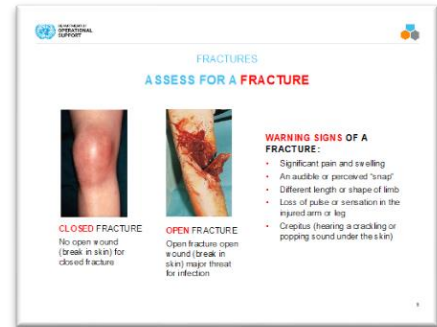 DEPARTMENT OF
OPERATIONAL
SUPPORT
FRACTURES
ASSESS FOR A FRACTURE
CLOSED FRACTURE
No open wound
(break in skin) for
closed fracture
OPEN FRACTURE
Open fracture open
wound (break in
skin) major threat
for infection
WARNING SIGNS OF A
FRACTURE:
• Significant pain and swelling
• An audible or perceived "snap"
• Different length or shape of limb
• Loss of pulse or sensation in the
injured arm or leg
• Crepitus (hearing a crackling or
popping sound under the skin)